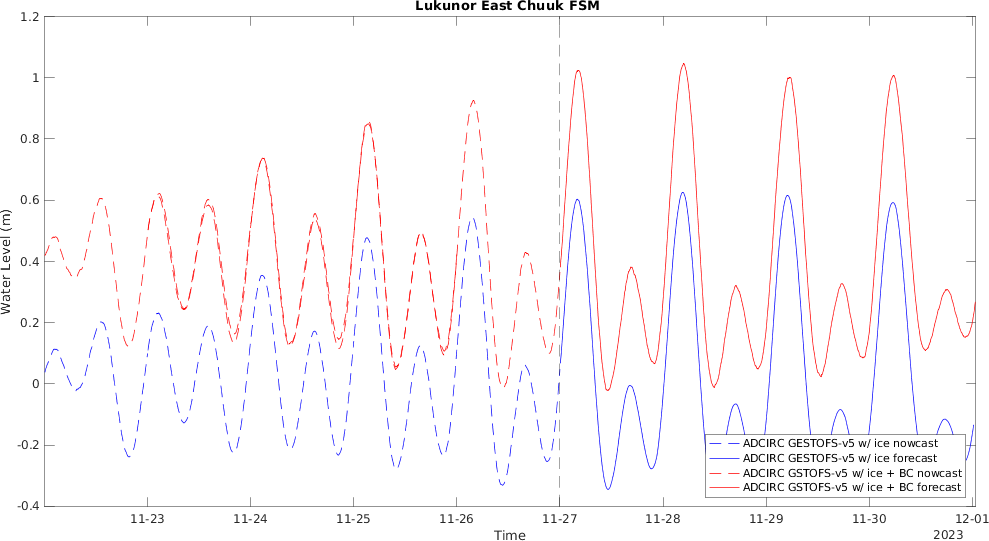 Lukunor East Chuuk FSM
1.2
1
0.8
0.6
0.4
0.2
0
-0.2
-0.4
Water Level (m)
ADCIRC GESTOFS-v5 w/ ice nowcast
ADCIRC GESTOFS-v5 w/ ice forecast
ADCIRC GSTOFS-v5 w/ ice + BC nowcast
ADCIRC GSTOFS-v5 w/ ice + BC forecast
11-23 11-24 11-25 11-26 11-27 11-28 11-29 11-30 12-01
Time
2023